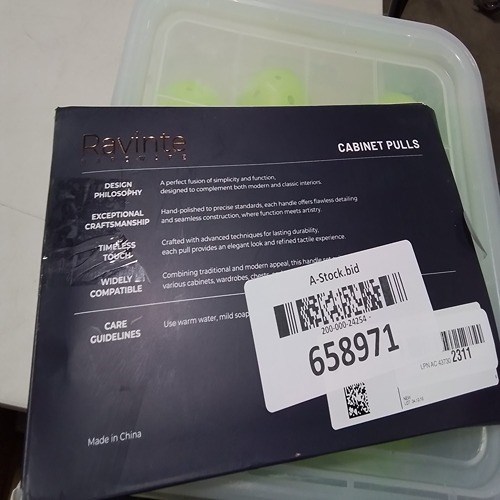 Ravinte
CABINET PULLS
DESIGN
PHILOSOPHY
A perfect fusion of simplicity and function,
designed to complement both modern and classic interiors.
EXCEPTIONAL
CRAFTSMANSHIP
Hand-polished to precise standards, each handle offers flawless detailing
and seamless construction, where function meets artistry.
TIMELESS
TOUCH
Crafted with advanced techniques for lasting durability,
each pull provides an elegant look and refined tactile experience.
WIDELY
COMPATIBLE
Combining traditional and modern appeal, this handle
various cabinets, wardrobes,
CARE
GUIDELINES
Use warm water, mild soap
Made in China
A-Stock.bid
200-000-24254
658971
2311